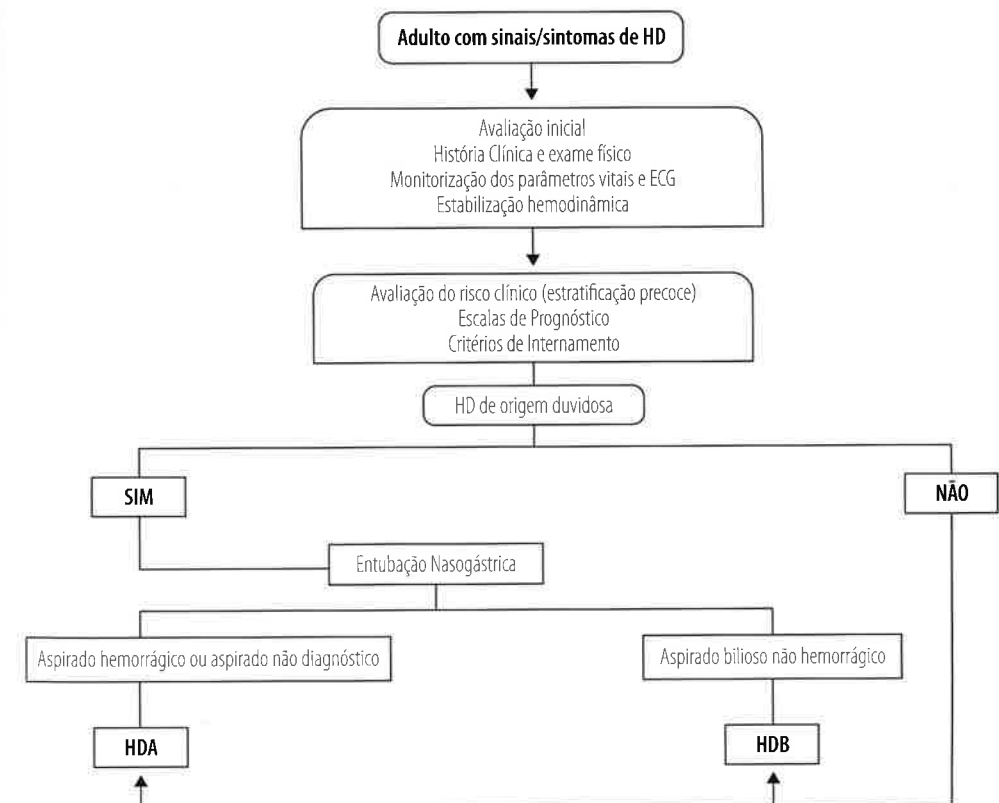 Adulto com sinais/sintomas de HD
Avaliação inicial
História Clínica e exame físico
Monitorização dos parâmetros vitais e ECG
Estabilização hemodinâmica
Avaliação do risco clínico (estratificação precoce)
Escalas de Prognóstico
Critérios de Internamento
HD de origem duvidosa
SIM
NÃO
Entubação Nasogástrica
Aspirado hemorrágico ou aspirado não diagnóstico
Aspirado bilioso não hemorrágico
HDA
HDB